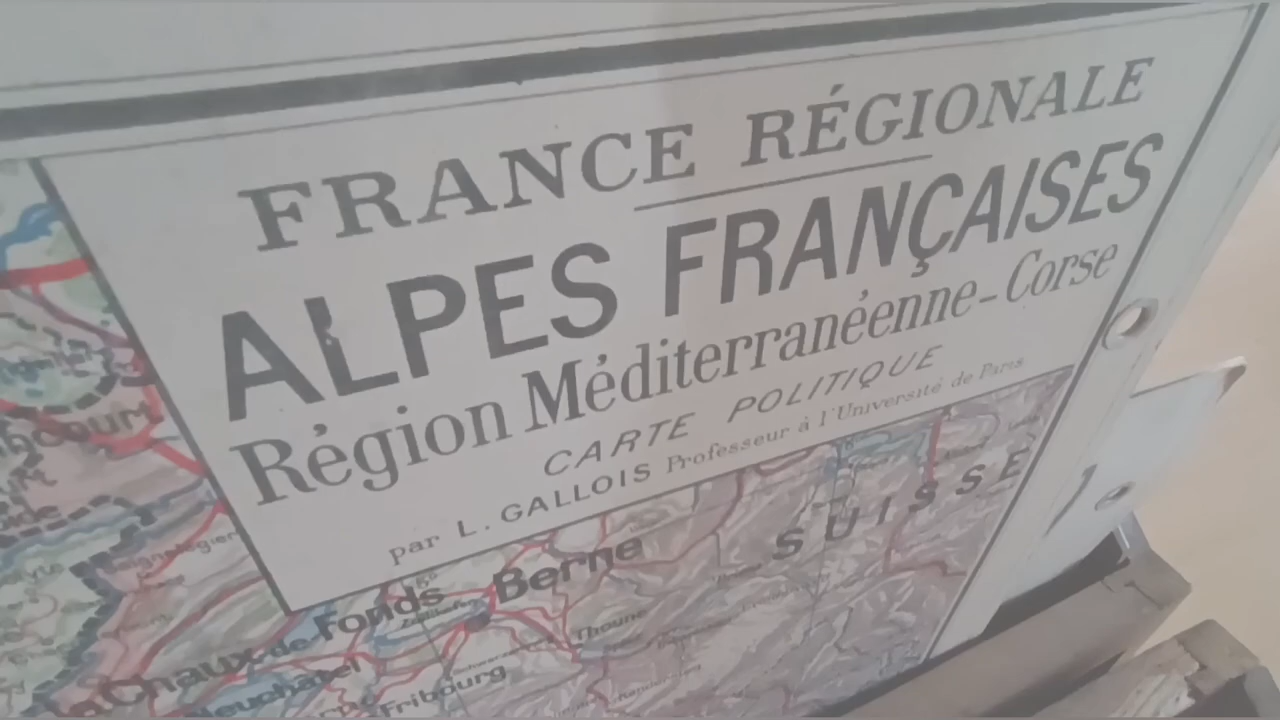 FRANCE RÉGIONALE
ALPES FRANÇAISES
Région Méditerranéenne-Corse
CARTE POLITIQUE
par L. GALLOIS Professeur à l'Université de Paris
SUISSE
Berne
Thoune
Chaux de Fonds
Neuchâtel
Fribourg